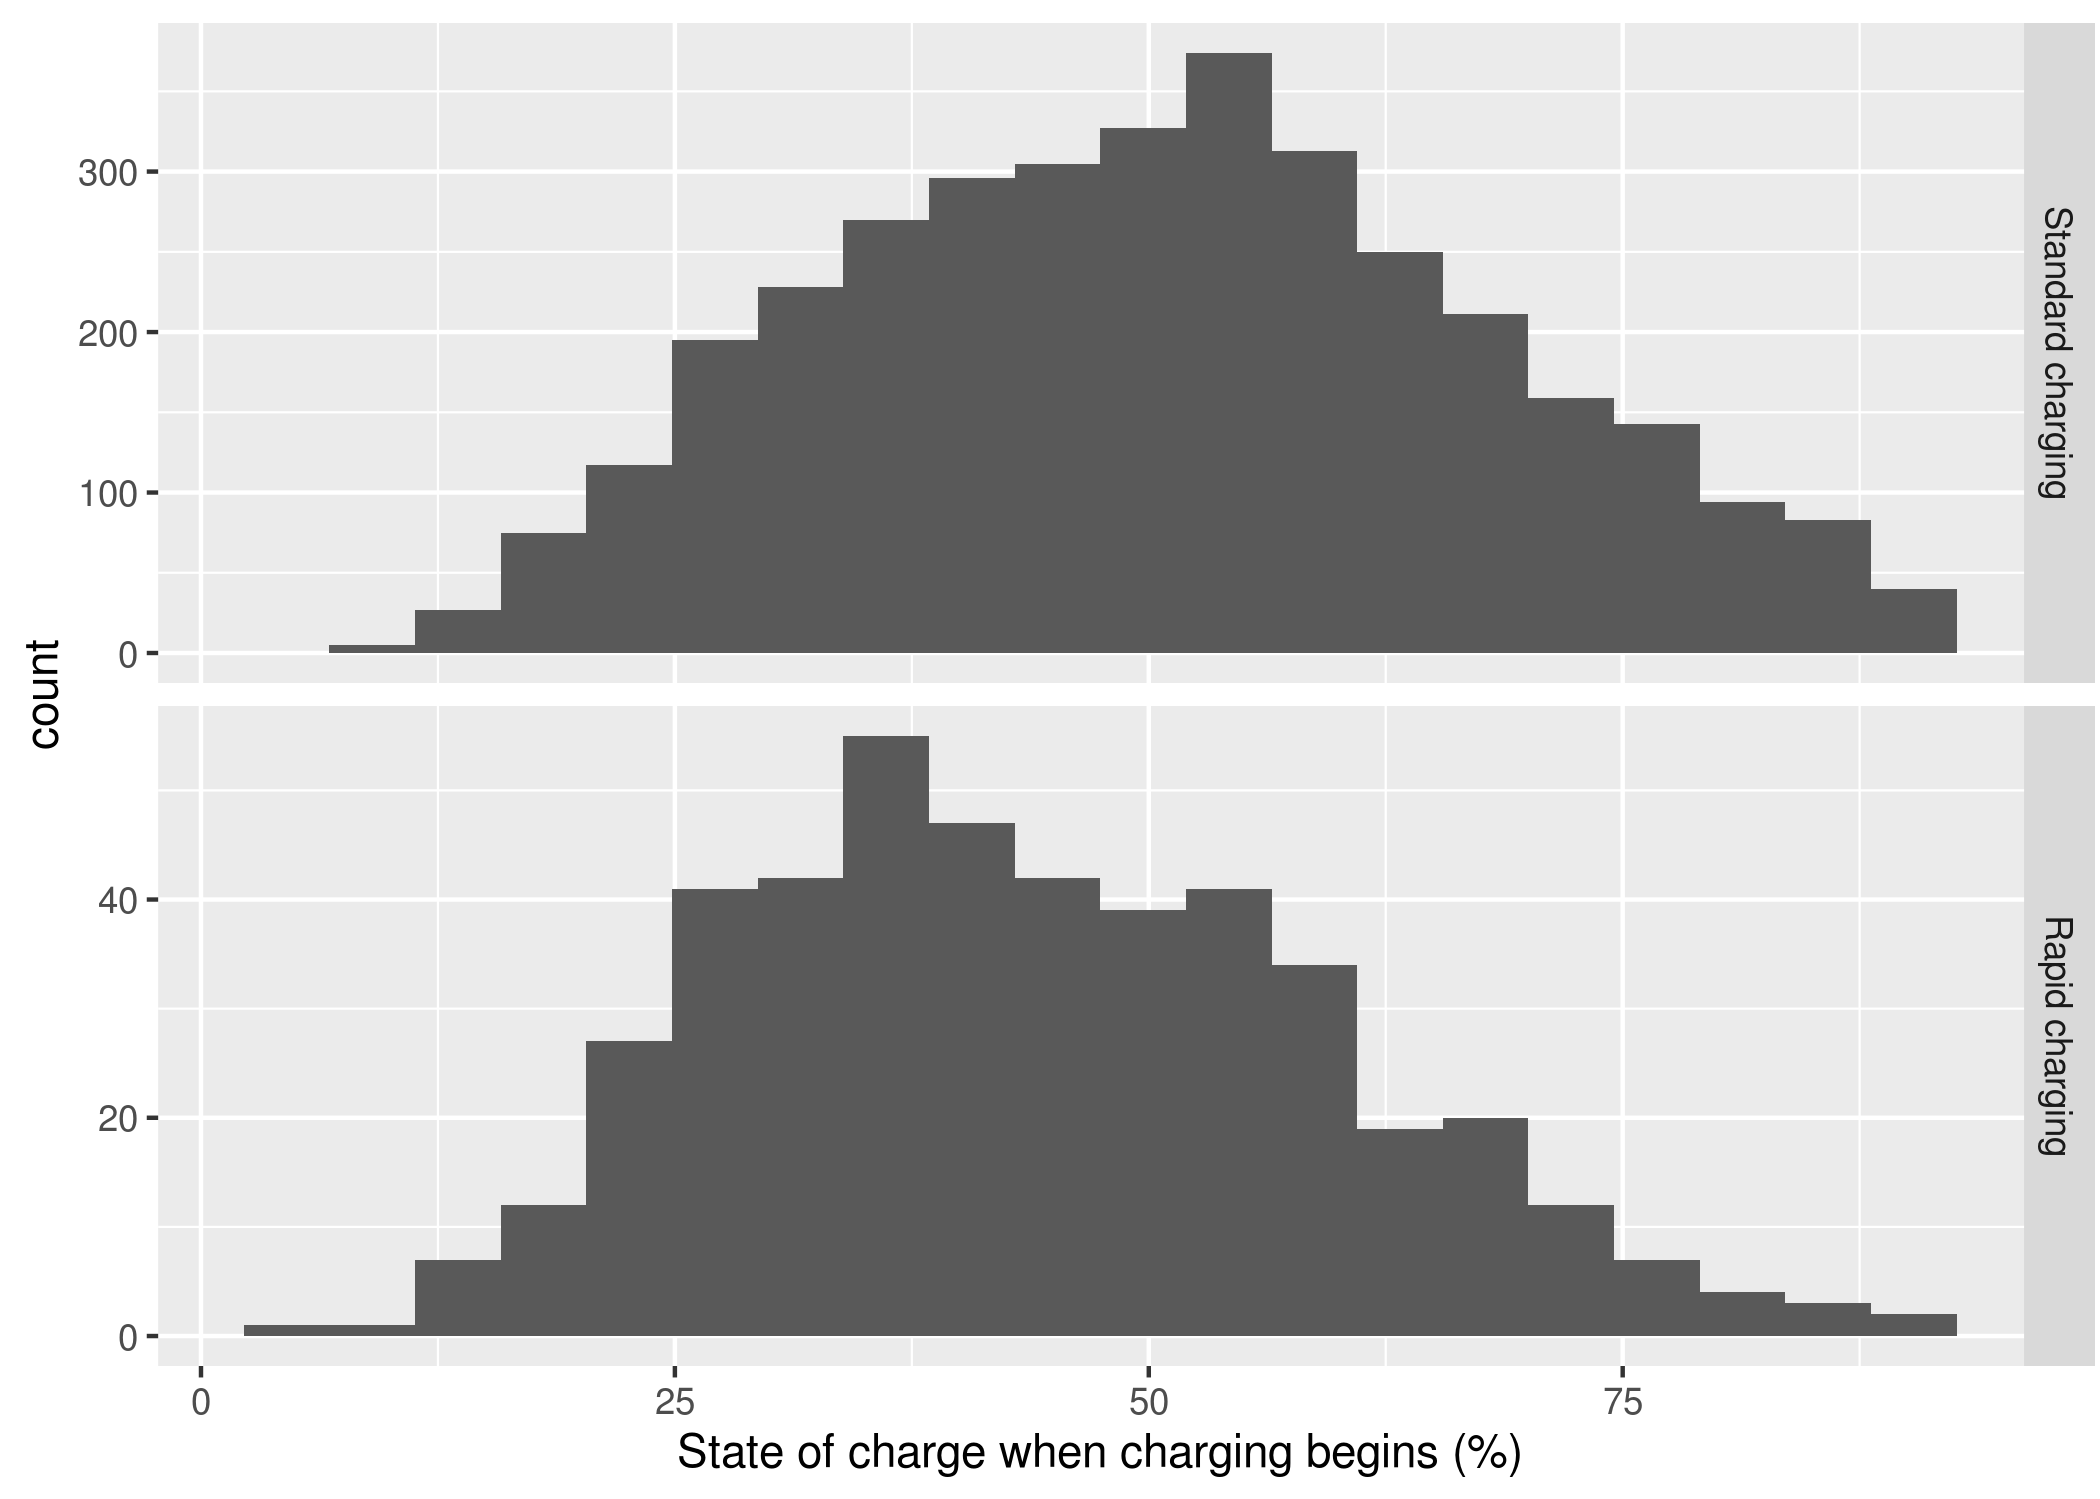 count
300
200
100
0
Standard charging
40
20
0
Rapid charging
0 25 50 75
State of charge when charging begins (%)